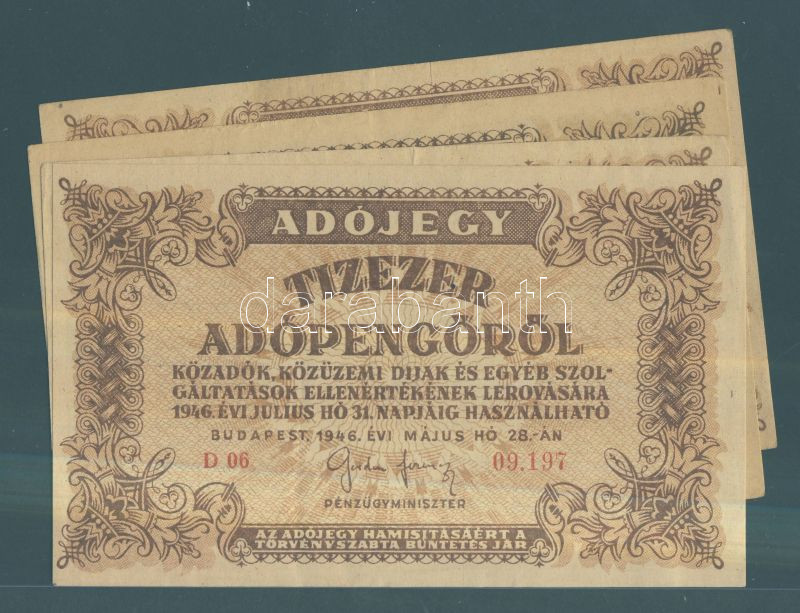 ADÓJEGY
TIZEZER
darabanth
ADÓPENGŐRŐL
KÖZADÓK, KÖZÜZEMI DIJAK ÉS EGYÉB SZOL-
GÁLTATÁSOK ELLENÉRTÉKÉNEK LEROVÁSÁRA
1946. ÉVI JULIUS HÓ 31. NAPJÁIG HASZNÁLHATÓ
BUDAPEST, 1946. ÉVI MÁJUS HÓ 28.-ÁN
D 06 09.197
PÉNZÜGYMINISZTER
AZ ADÓJEGY HAMISITÁSÁÉRT A
TÖRVÉNYSZABTA BÜNTETÉS JÁR